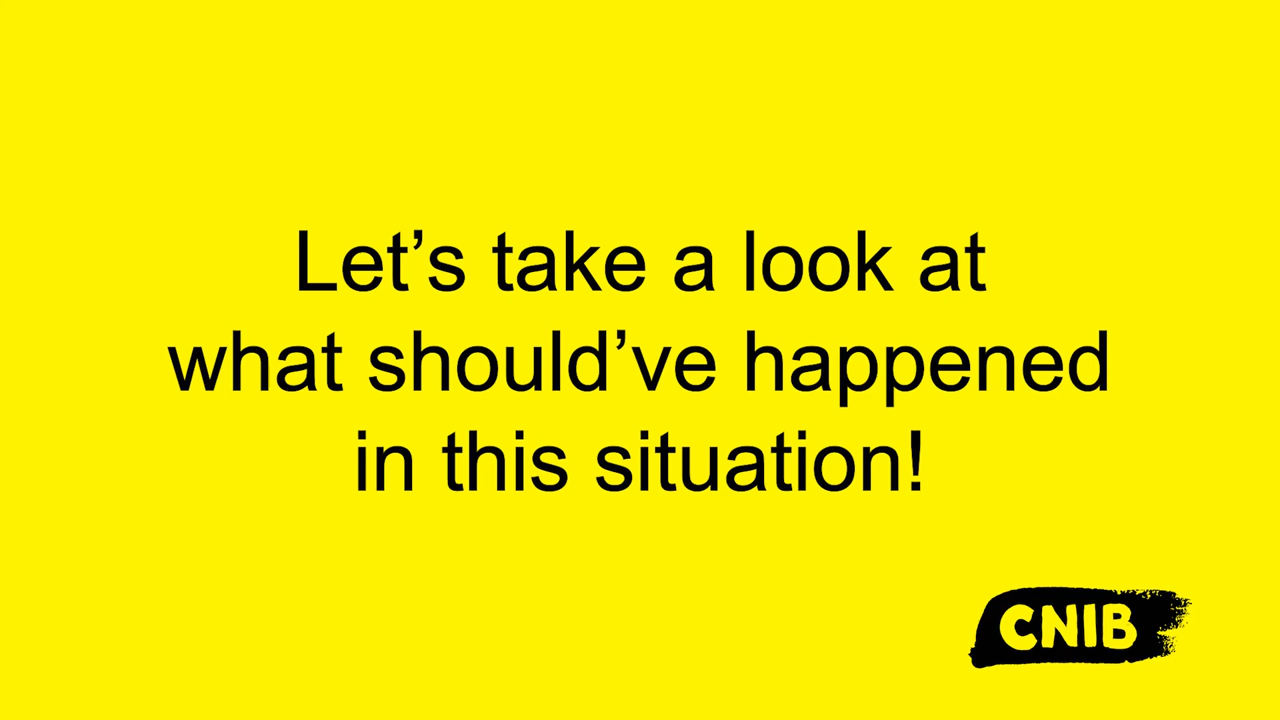 Let’s take a look at
what should’ve happened
in this situation!
CNIB